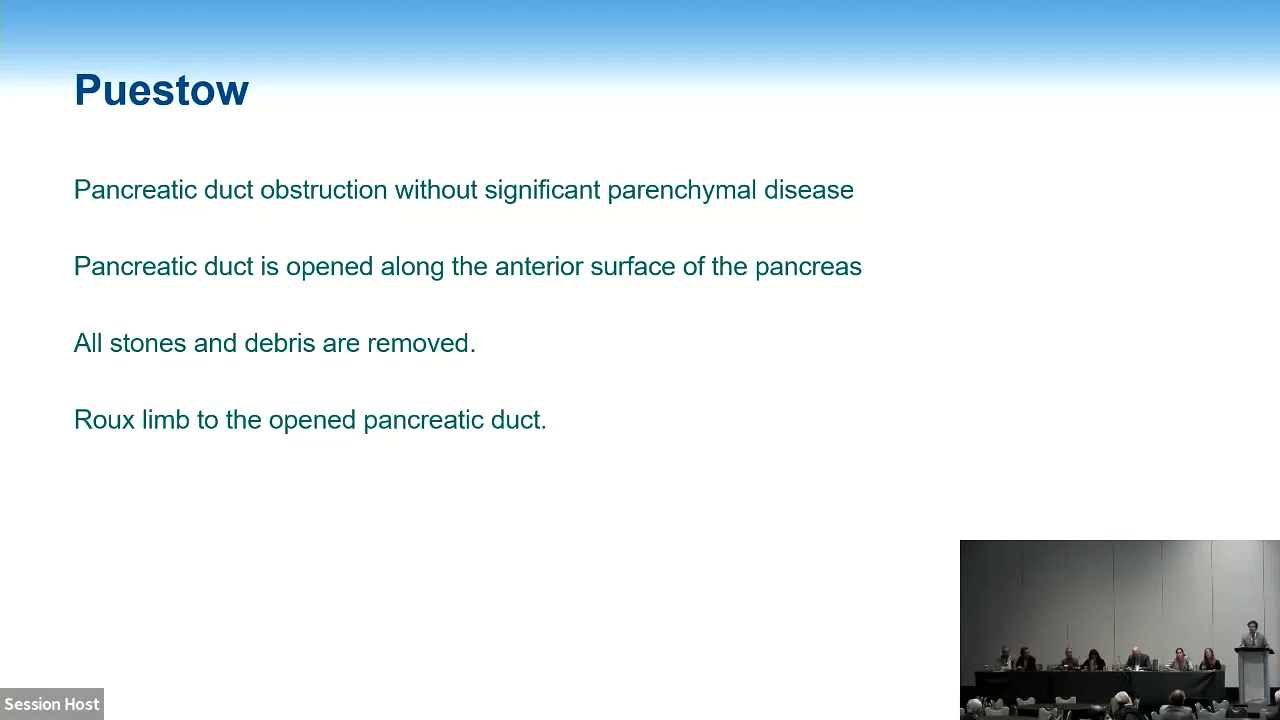 Puestow
Pancreatic duct obstruction without significant parenchymal disease
Pancreatic duct is opened along the anterior surface of the pancreas
All stones and debris are removed.
Roux limb to the opened pancreatic duct.
Session Host